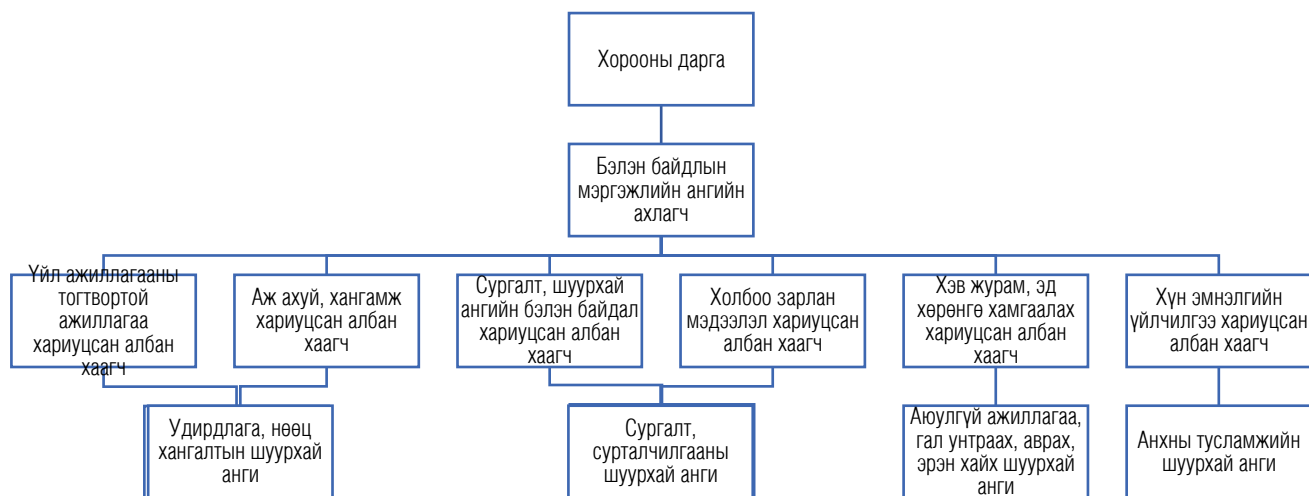 Хорооны дарга
Бэлэн байдлын
мэргэжлийн ангийн
ахлагч
Үйл ажиллагааны
тогтвортой
ажиллагаа
хариуцсан албан
хаагч
Аж ахуй, хангамж
хариуцсан албан
хаагч
Сургалт, шуурхай
ангийн бэлэн байдал
хариуцсан албан
хаагч
Холбоо зарлан
мэдээлэл хариуцсан
албан хаагч
Хэв журам, эд
хөрөнгө хамгаалах
хариуцсан албан
хаагч
Хүн эмнэлгийн
үйлчилгээ хариуцсан
албан хаагч
Удирдлага, нөөц
хангалтын шуурхай
анги
Сургалт,
сурталчилгааны
шуурхай анги
Аюулгүй ажиллагаа,
гал унтраах, аврах,
эрэн хайх шуурхай
анги
Анхны тусламжийн
шуурхай анги